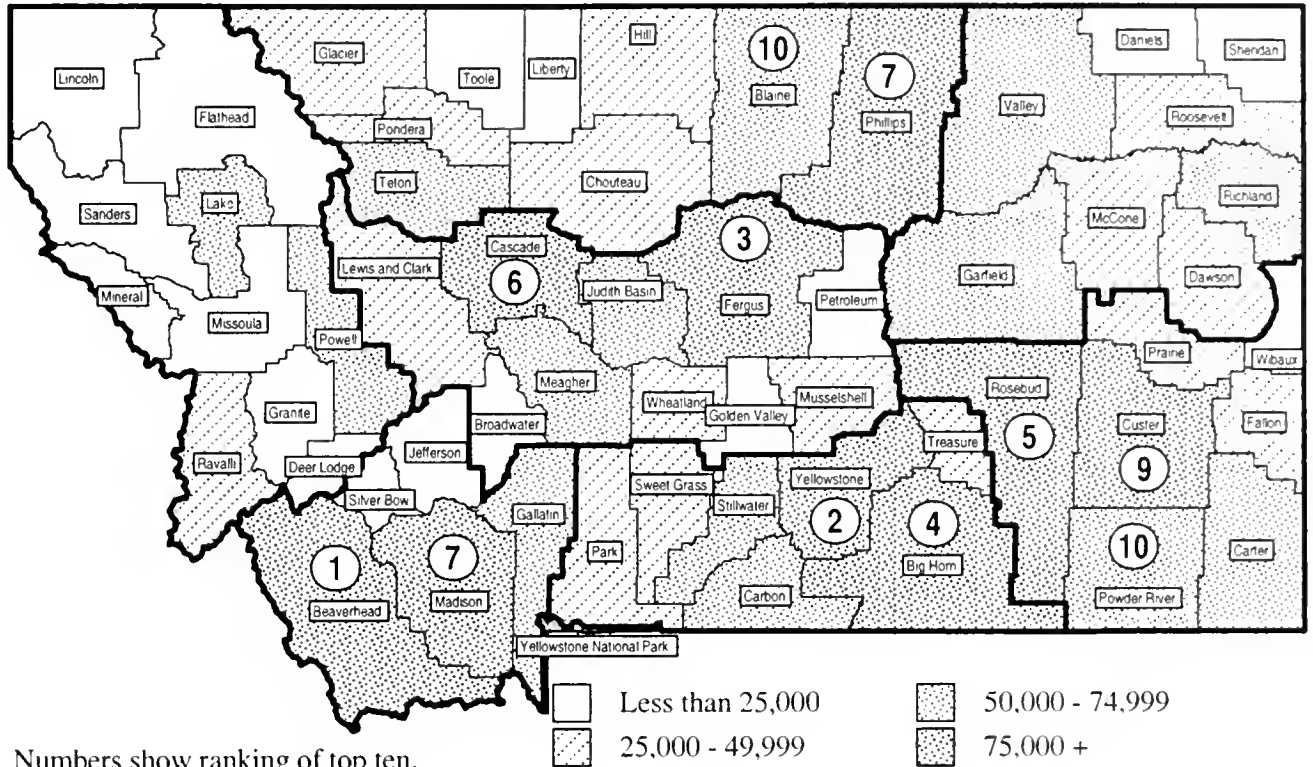 Lincoln
Flathead
Glacier
Toole
Liberty
Hill
10
Blaine
7
Phillips
Valley
Daniels
Sheridan
Roosevelt
Pondera
Teton
Chouteau
Lake
Sanders
Richland
McCone
Garfield
Dawson
Mineral
Missoula
Powell
Lewis and Clark
Cascade
6
Judith Basin
3
Fergus
Petroleum
Prairie
Wibaux
Meagher
Wheatland
Golden Valley
Musselshell
Rosebud
5
Custer
9
Fallon
Granite
Broadwater
Jefferson
Treasure
Ravalli
Deer Lodge
Silver Bow
Gallatin
Sweet Grass
Stillwater
Yellowstone
2
4
Big Horn
10
Powder River
Carter
1
Beaverhead
7
Madison
Park
Carbon
Yellowstone National Park
Less than 25,000
25,000 - 49,999
50,000 - 74,999
75,000 +
Numbers show ranking of top ten.